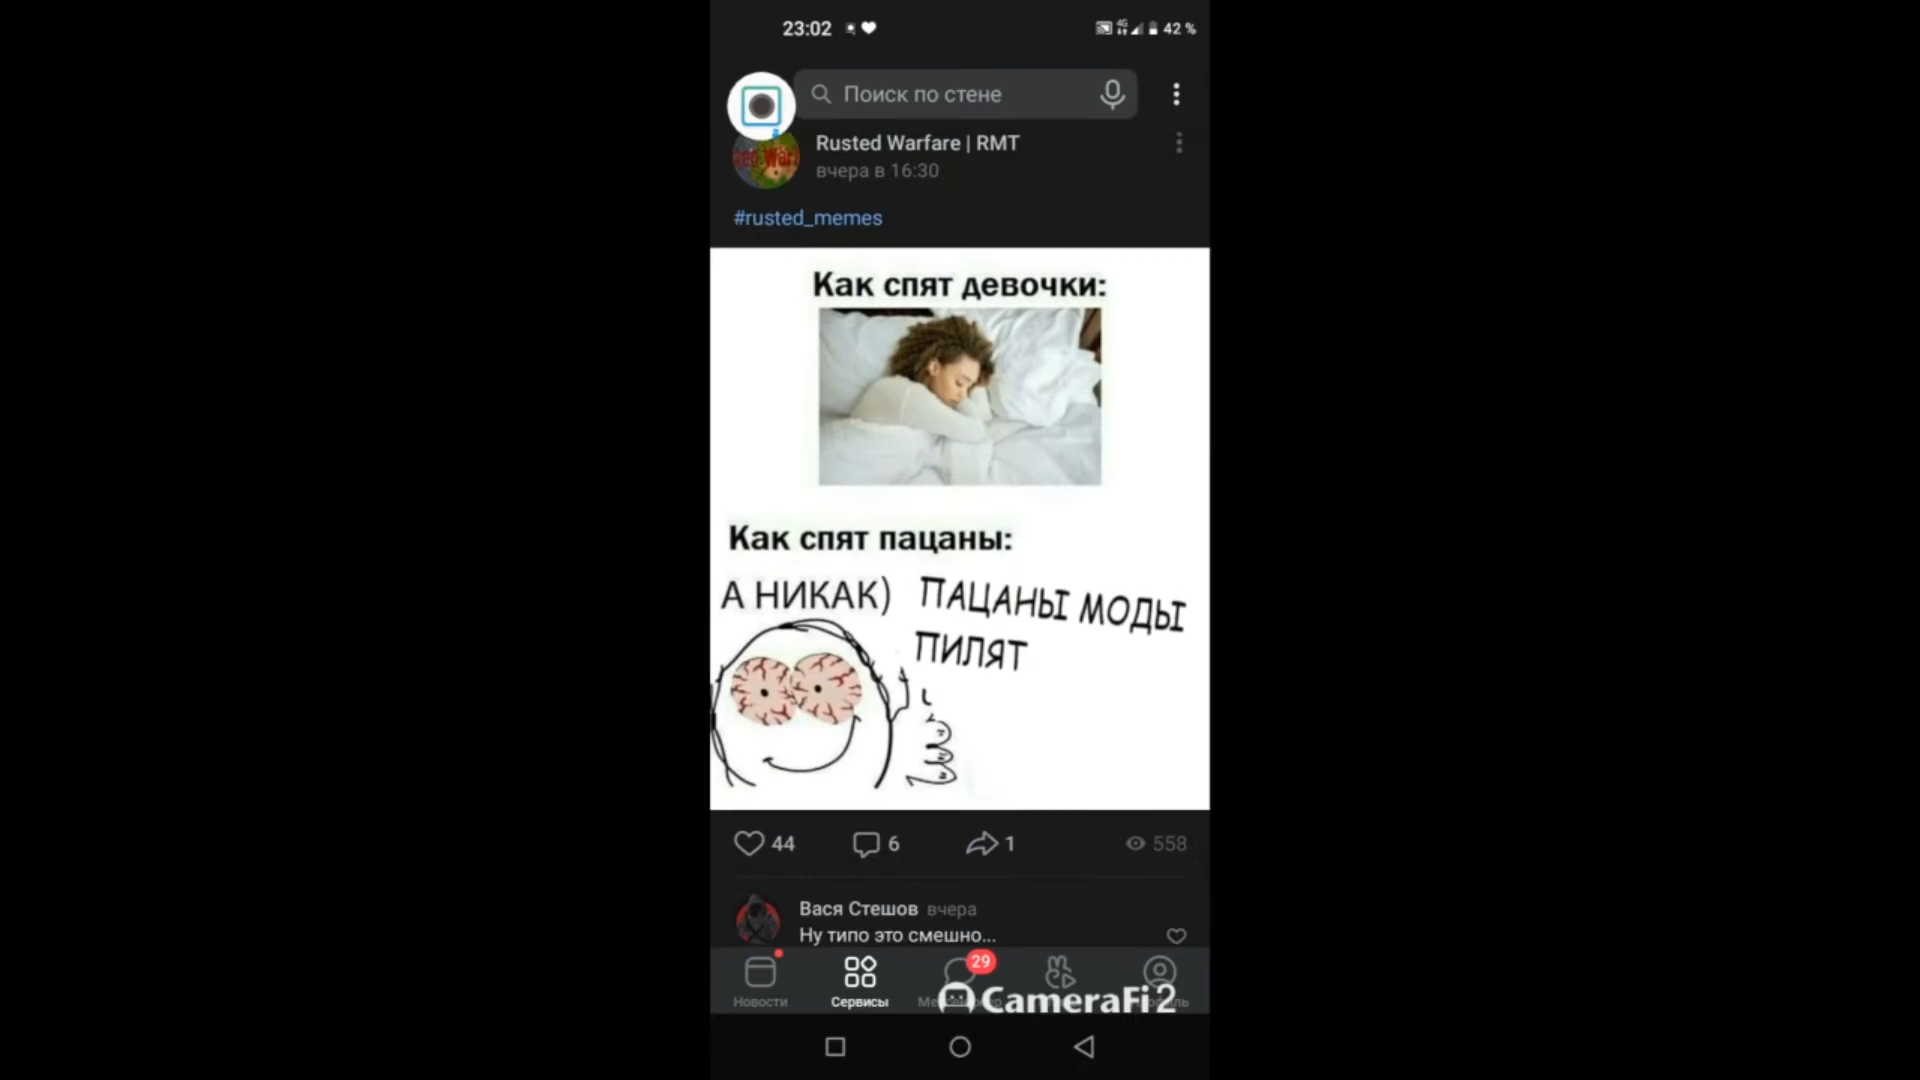 23:02
4G
42 %
Поиск по стене
Rusted Warfare | RMT
вчера в 16:30
#rusted_memes
Как спят девочки:
Как спят пацаны:
А НИКАК)
ПАЦАНЫ МОДЫ
ПИЛЯТ
44
6
1
558
Вася Стешов вчера
Ну типо это смешно...
29
Новости
Сервисы
CameraFi2